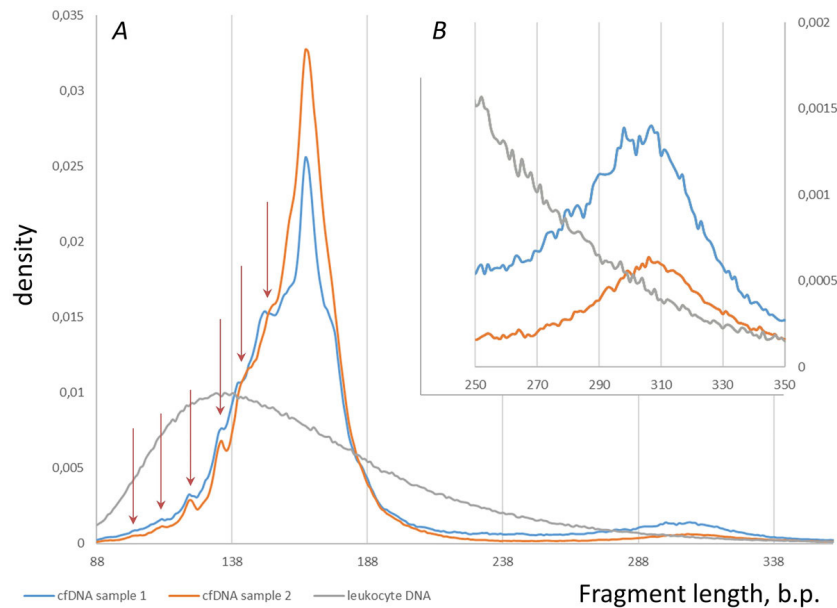 A
B
density
0,035
0,03
0,025
0,02
0,015
0,01
0,005
0
0,002
0,0015
0,001
0,0005
0
250 270 290 310 330 350
88 138 188 238 288 338
cfDNA sample 1 cfDNA sample 2 leukocyte DNA
Fragment length, b.p.